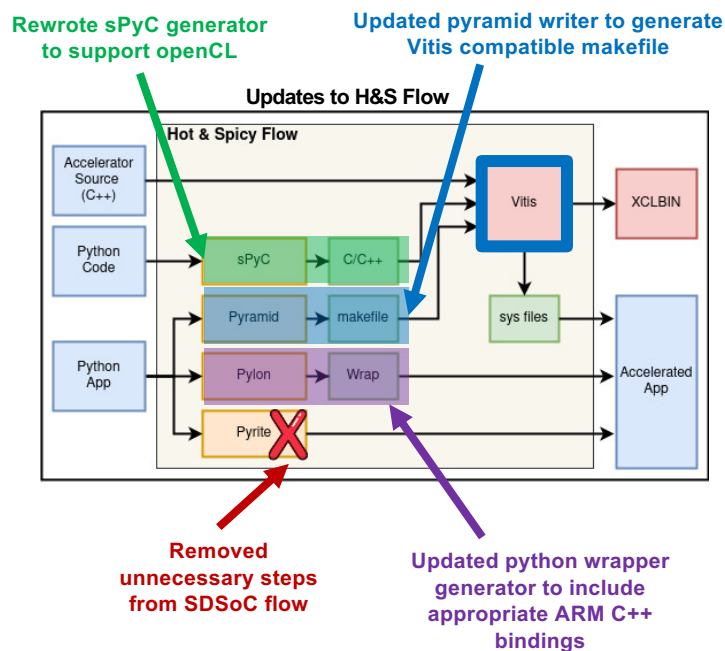 Rewrote sPyC generator
to support openCL
Updated pyramid writer to generate
Vitis compatible makefile
Updates to H&S Flow
Hot & Spicy Flow
Accelerator
Source
(C++)
Vitis
XCLBIN
Python
Code
sPyC
C/C++
Pyramid
makefile
sys files
Python
App
Pylon
Wrap
Accelerated
App
Pyrite
Removed
unnecessary steps
from SDSoC flow
Updated python wrapper
generator to include
appropriate ARM C++
bindings